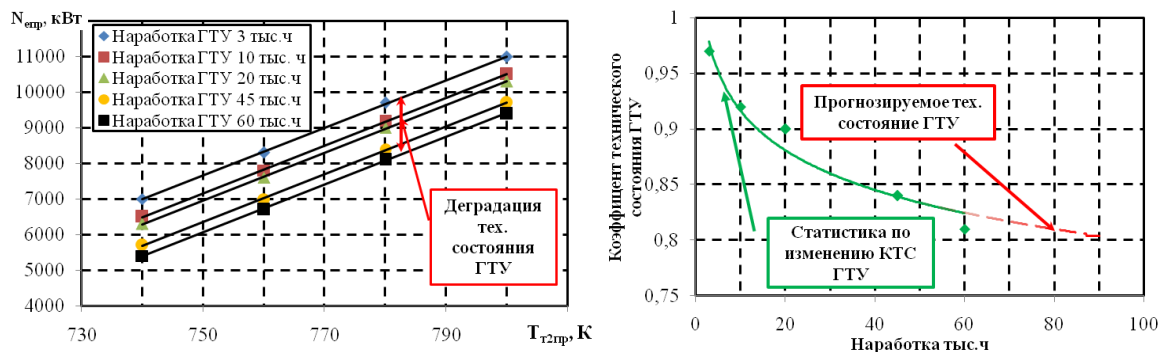 Nепр, кВт
11000
10000
9000
8000
7000
6000
5000
4000
730
750
770
790
Тт2пр, К
Наработка ГТУ 3 тыс.ч
Наработка ГТУ 10 тыс. ч
Наработка ГТУ 20 тыс.ч
Наработка ГТУ 45 тыс.ч
Наработка ГТУ 60 тыс.ч
Деградация
тех.
состояния
ГТУ
Коэффицент технического
состояния ГТУ
1
0,95
0,9
0,85
0,8
0,75
0
20
40
60
80
100
Наработка тыс.ч
Прогнозируемое тех.
состояние ГТУ
Статистика по
изменению КТС
ГТУ